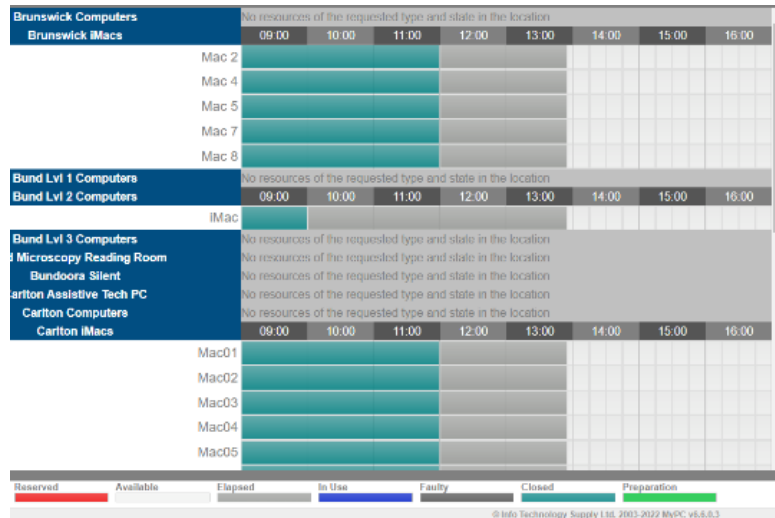 Brunswick Computers No resources of the requested type and state in the location
Brunswick iMacs 09:00 10:00 11:00 12:00 13:00 14:00 15:00 16:00
Mac 2
Mac 4
Mac 5
Mac 7
Mac 8
Bund Lvl 1 Computers No resources of the requested type and state in the location
Bund Lvl 2 Computers 09:00 10:00 11:00 12:00 13:00 14:00 15:00 16:00
iMac
Bund Lvl 3 Computers No resources of the requested type and state in the location
d Microscopy Reading Room No resources of the requested type and state in the location
Bundoora Silent No resources of the requested type and state in the location
Carlton Assistive Tech PC No resources of the requested type and state in the location
Carlton Computers No resources of the requested type and state in the location
Carlton iMacs 09:00 10:00 11:00 12:00 13:00 14:00 15:00 16:00
Mac01
Mac02
Mac03
Mac04
Mac05
Reserved Available Elapsed In Use Faulty Closed Preparation
© Info Technology Supply Ltd. 2003-2022 MyPC v6.6.0.3